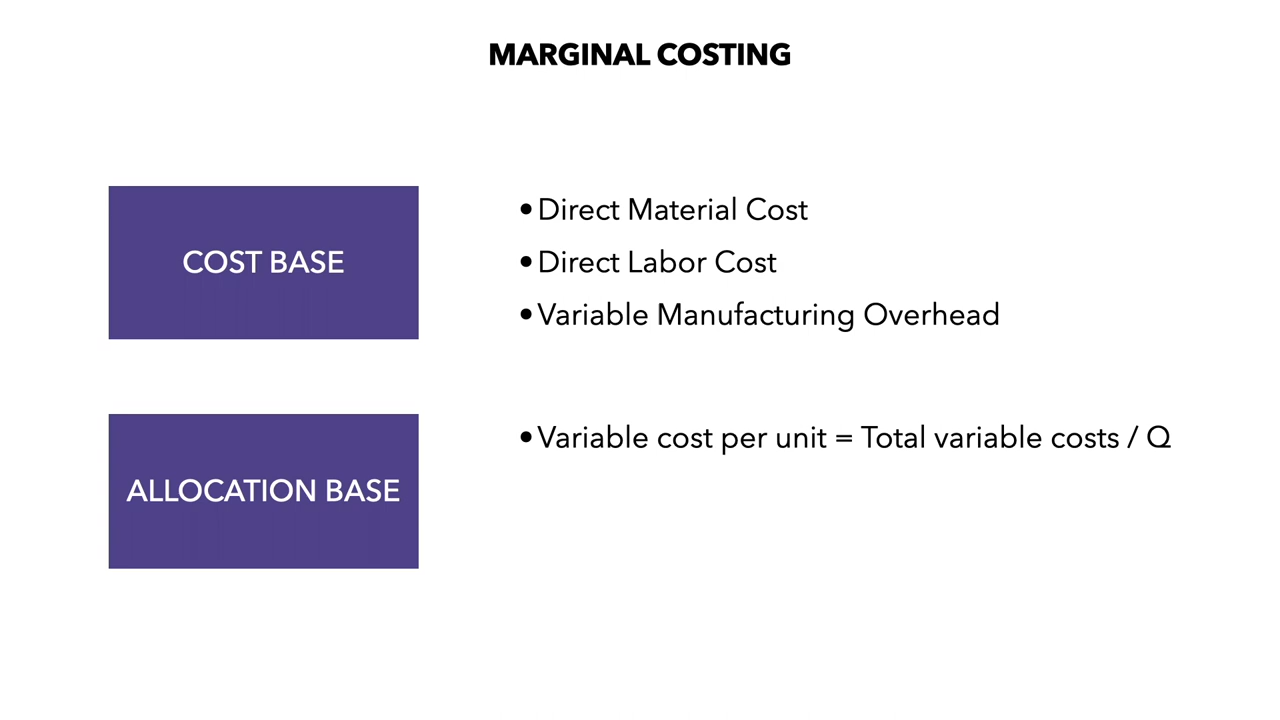 MARGINAL COSTING
COST BASE
•Direct Material Cost
•Direct Labor Cost
•Variable Manufacturing Overhead
ALLOCATION BASE
•Variable cost per unit = Total variable costs / Q